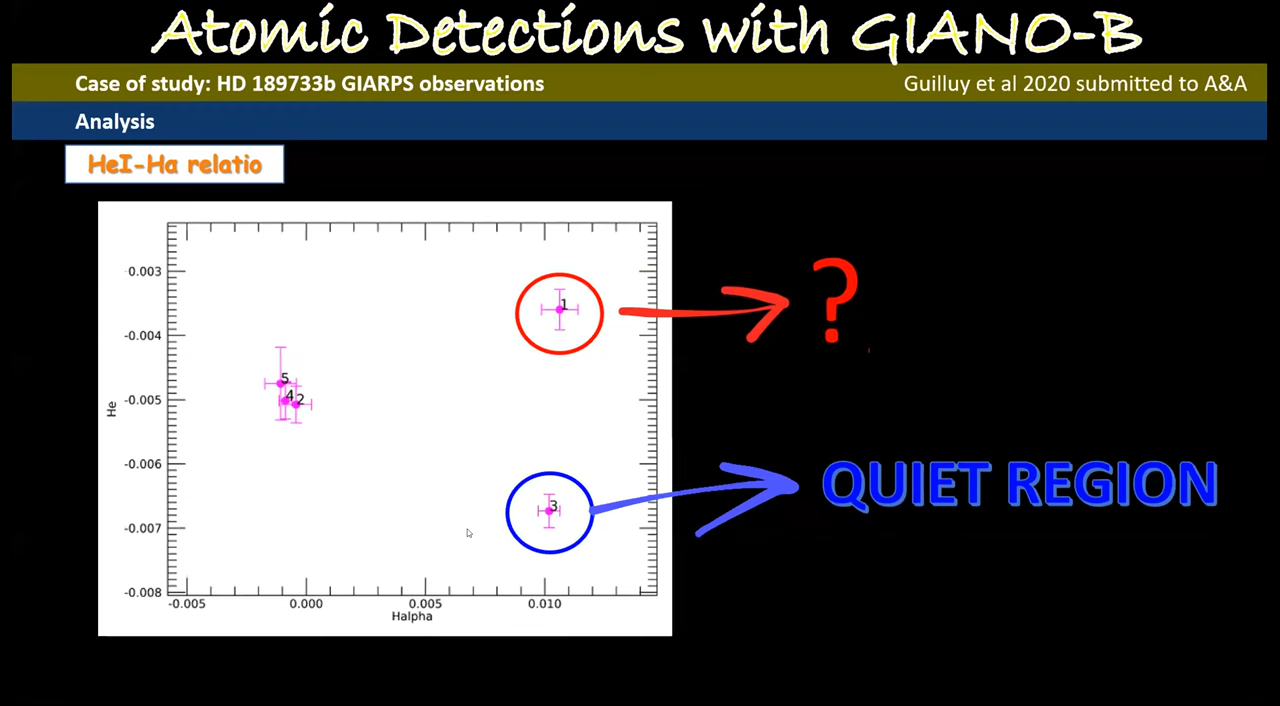 Atomic Detections with GIANO-B
Case of study: HD 189733b GIARPS observations
Guilluy et al 2020 submitted to A&A
Analysis
HeI-Hα relatio
-0.003
-0.004
-0.005
-0.006
-0.007
-0.008
He
1
5
4
2
3
-0.005
0.000
0.005
0.010
Halpha
?
QUIET REGION